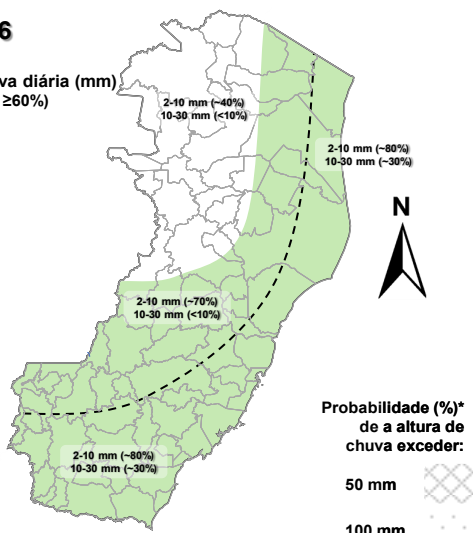 6
va diária (mm)
≥60%)
2-10 mm (~40%)
10-30 mm (<10%)
2-10 mm (~80%)
10-30 mm (~30%)
N
2-10 mm (~70%)
10-30 mm (<10%)
2-10 mm (~80%)
10-30 mm (~30%)
Probabilidade (%)*
de a altura de
chuva exceder:
50 mm
100 mm